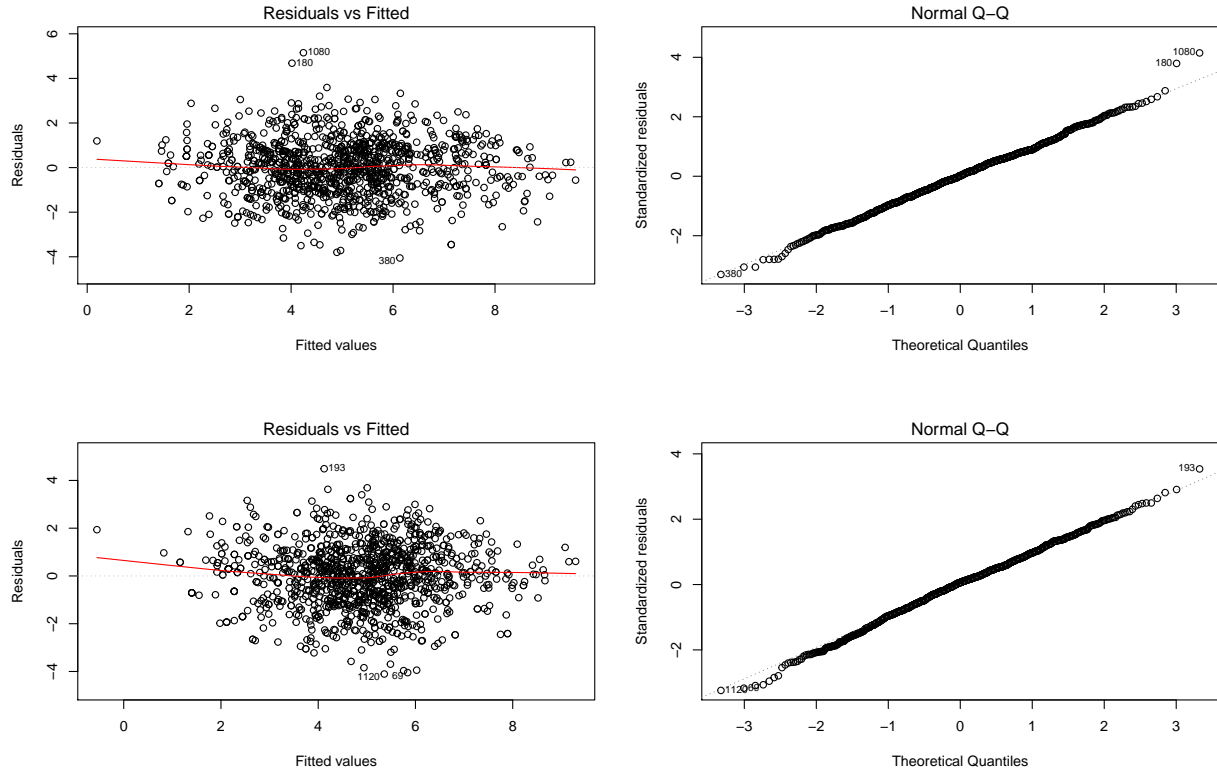 Residuals vs Fitted
Residuals
−4 −2 0 2 4 6
1080
180
380
0 2 4 6 8
Fitted values
Normal Q−Q
Standardized residuals
−2 0 2 4
1080
180
380
−3 −2 −1 0 1 2 3
Theoretical Quantiles
Residuals vs Fitted
Residuals
−4 −2 0 2 4
193
1120
69
0 2 4 6 8
Fitted values
Normal Q−Q
Standardized residuals
−2 0 2 4
193
1120
−3 −2 −1 0 1 2 3
Theoretical Quantiles